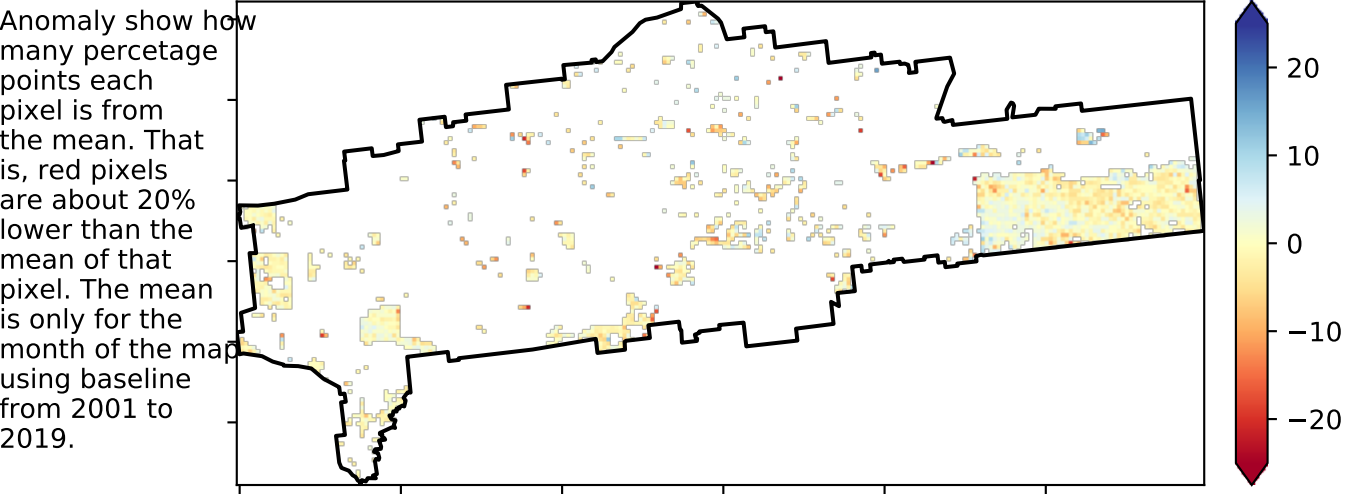 Anomaly show how
many percetage
points each
pixel is from
the mean. That
is, red pixels
are about 20%
lower than the
mean of that
pixel. The mean
is only for the
month of the map
using baseline
from 2001 to
2019.
20
10
0
−10
−20